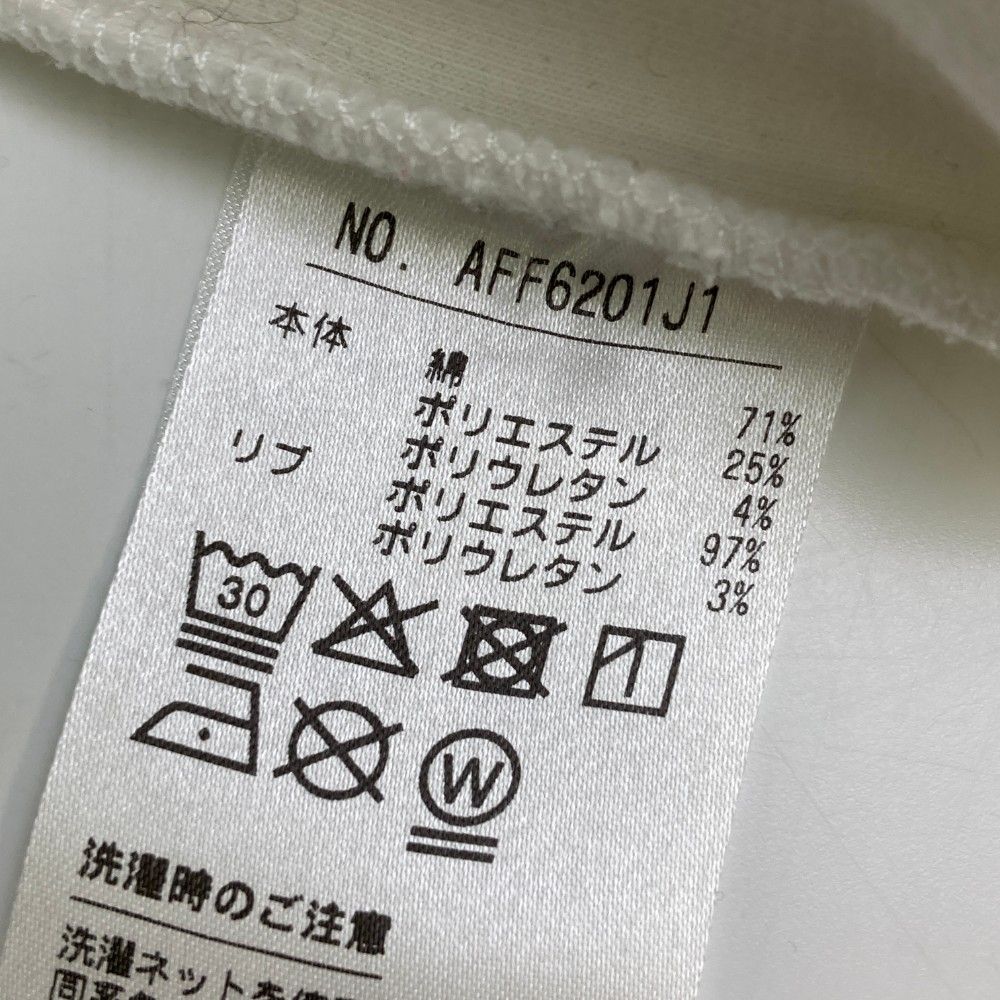 NO. AFF6201J1
本体 綿 71%
ポリエステル 25%
ポリウレタン 4%
リブ ポリエステル 97%
ポリウレタン 3%
30
W
洗濯時のご注意
洗濯ネットを